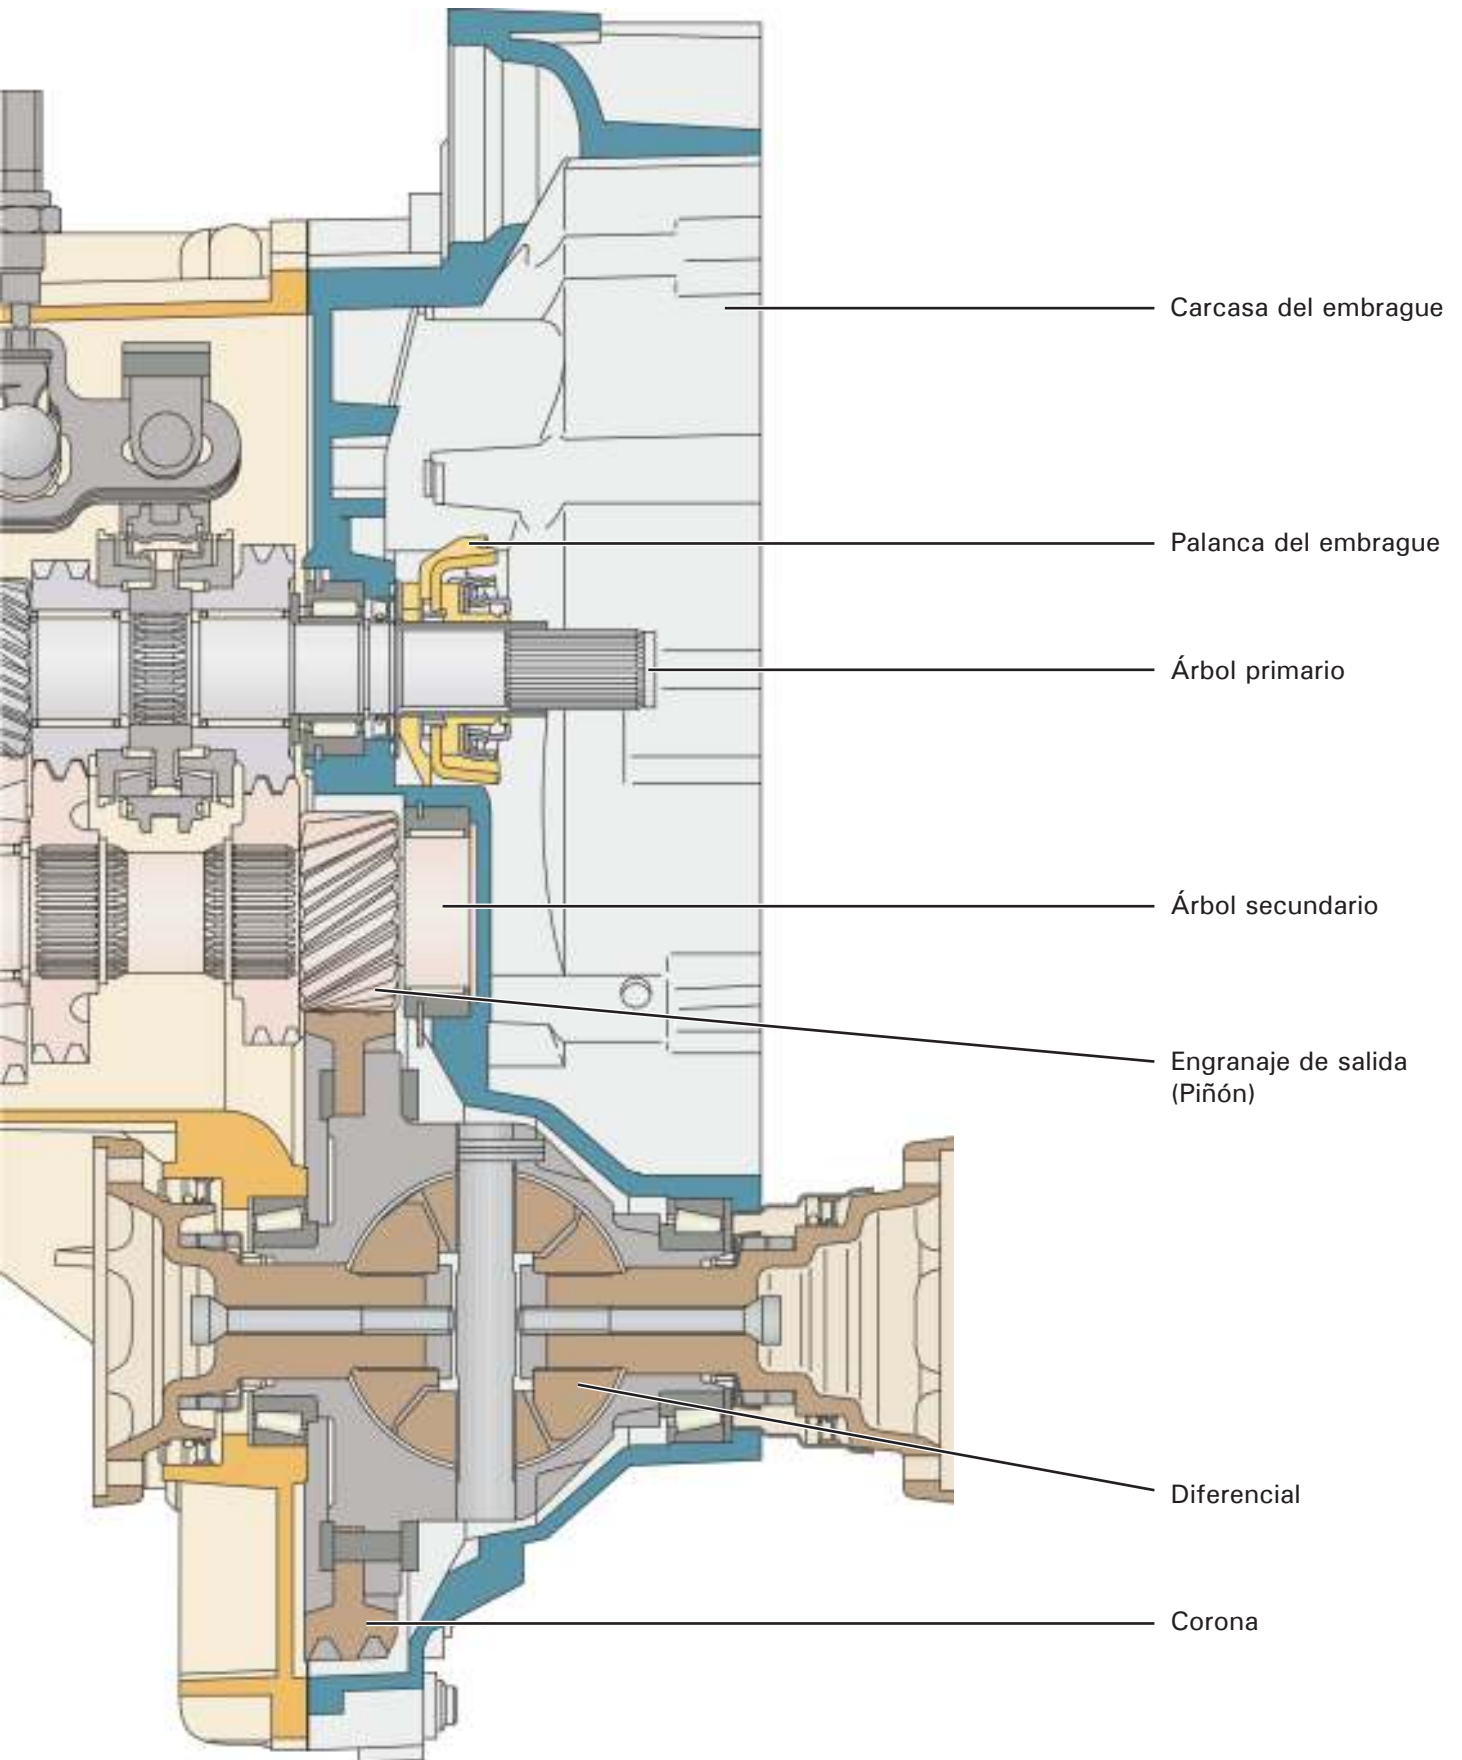 Carcasa del embrague
Palanca del embrague
Árbol primario
Árbol secundario
Engranaje de salida
(Piñón)
Diferencial
Corona